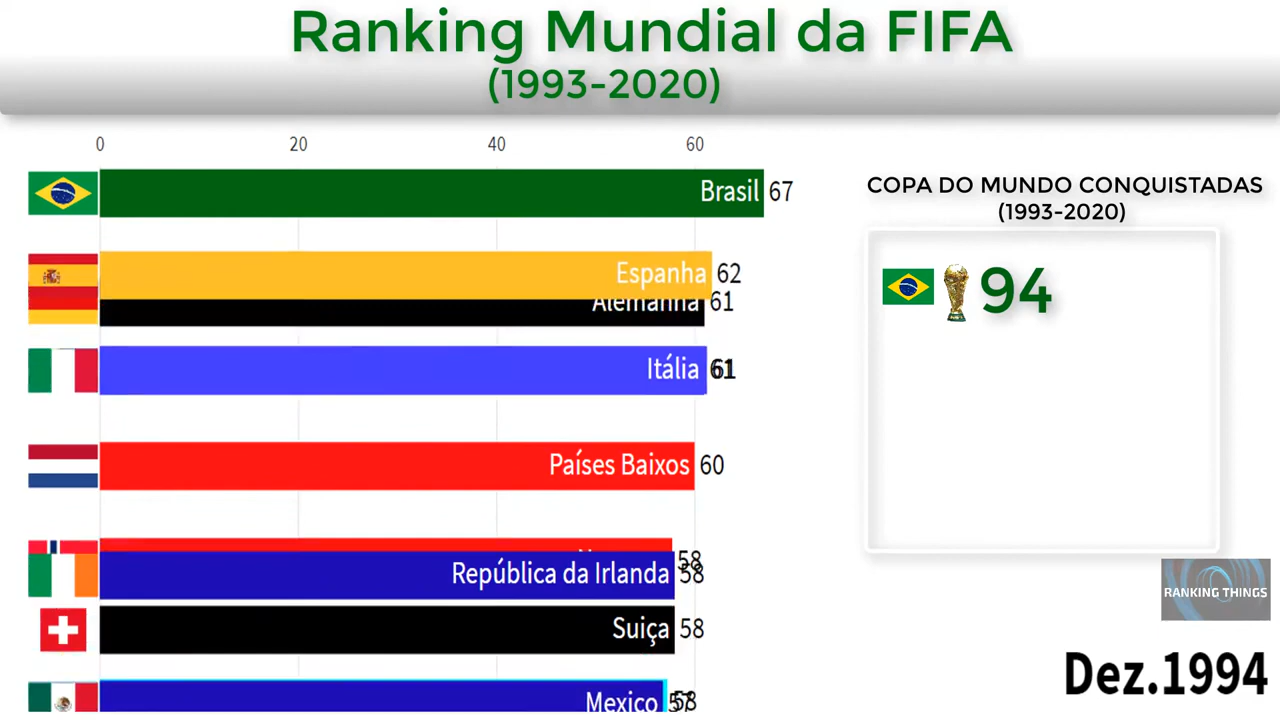 Ranking Mundial da FIFA
(1993-2020)
0 20 40 60
Brasil 67
Espanha 62
Alemanha 61
Itália 61
Países Baixos 60
58
República da Irlanda 58
Suiça 58
Mexico
COPA DO MUNDO CONQUISTADAS
(1993-2020)
94
RANKING THINGS
Dez.1994